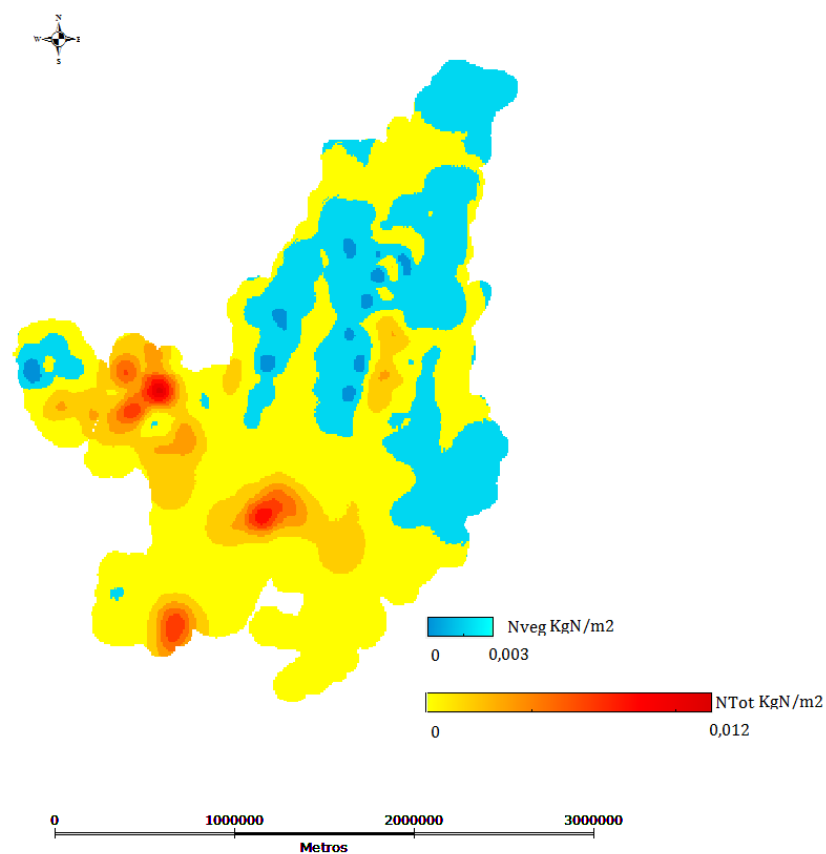 N
W E
S
Nveg KgN/m2
0 0,003
NTot KgN/m2
0 0,012
0 1000000 2000000 3000000
Metros